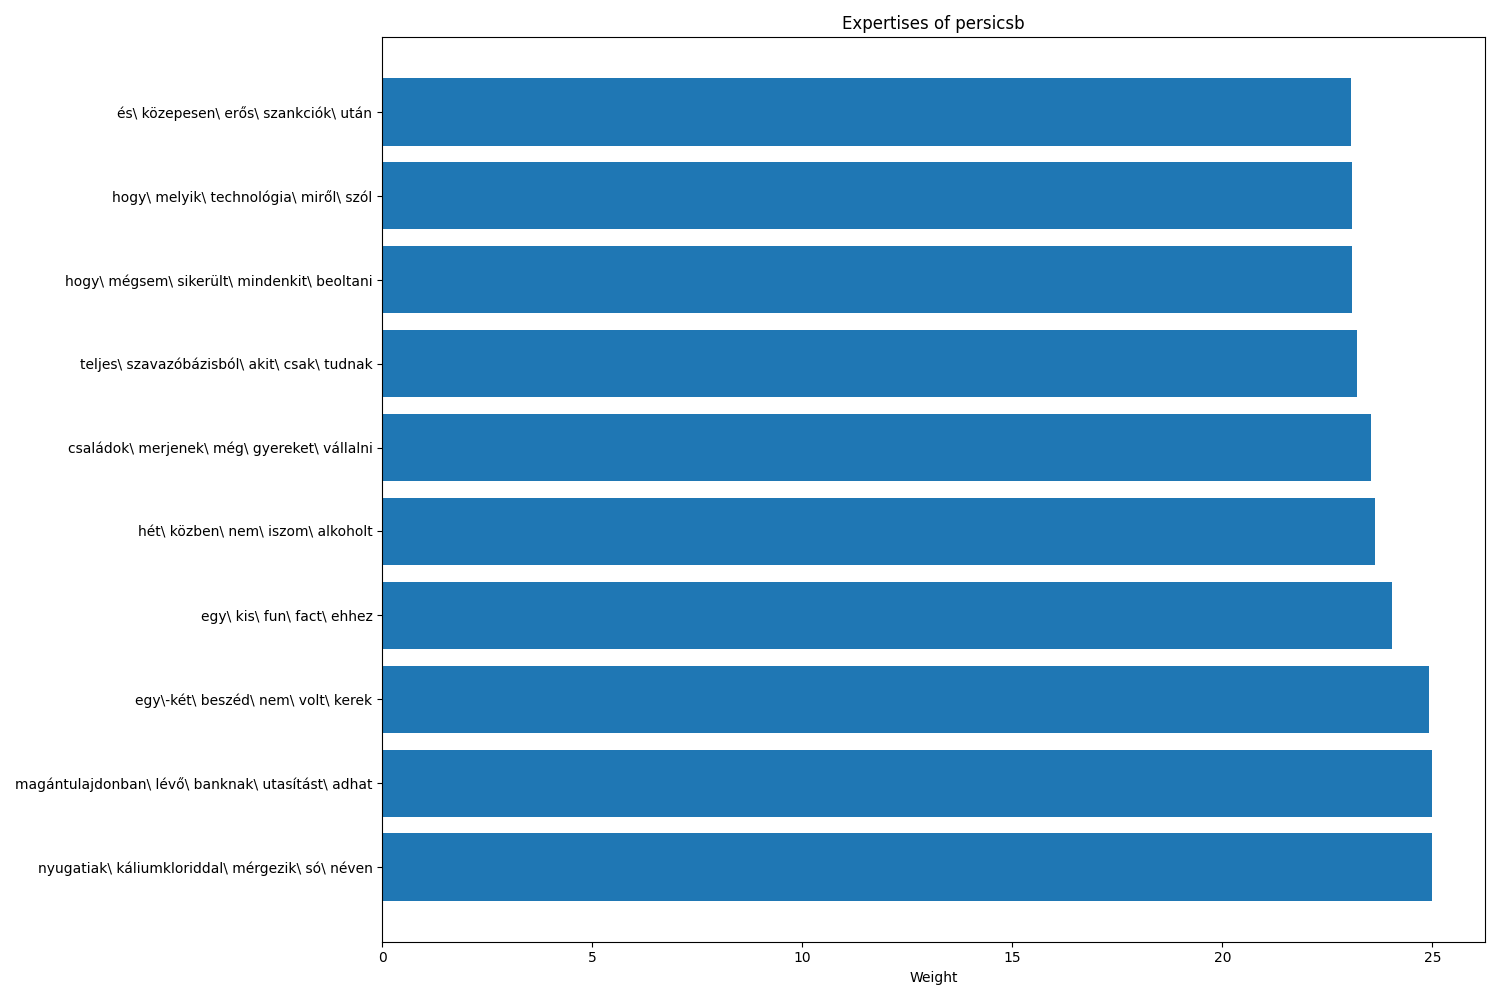 Expertises of persicsb
és\ közepesen\ erős\ szankciók\ után
hogy\ melyik\ technológia\ miről\ szól
hogy\ mégsem\ sikerült\ mindenkit\ beoltani
teljes\ szavazóbázisból\ akit\ csak\ tudnak
családok\ merjenek\ még\ gyereket\ vállalni
hét\ közben\ nem\ iszom\ alkoholt
egy\ kis\ fun\ fact\ ehhez
egy\-két\ beszéd\ nem\ volt\ kerek
magántulajdonban\ lévő\ banknak\ utasítást\ adhat
nyugatiak\ káliumkloriddal\ mérgezik\ só\ néven
0 5 10 15 20 25
Weight